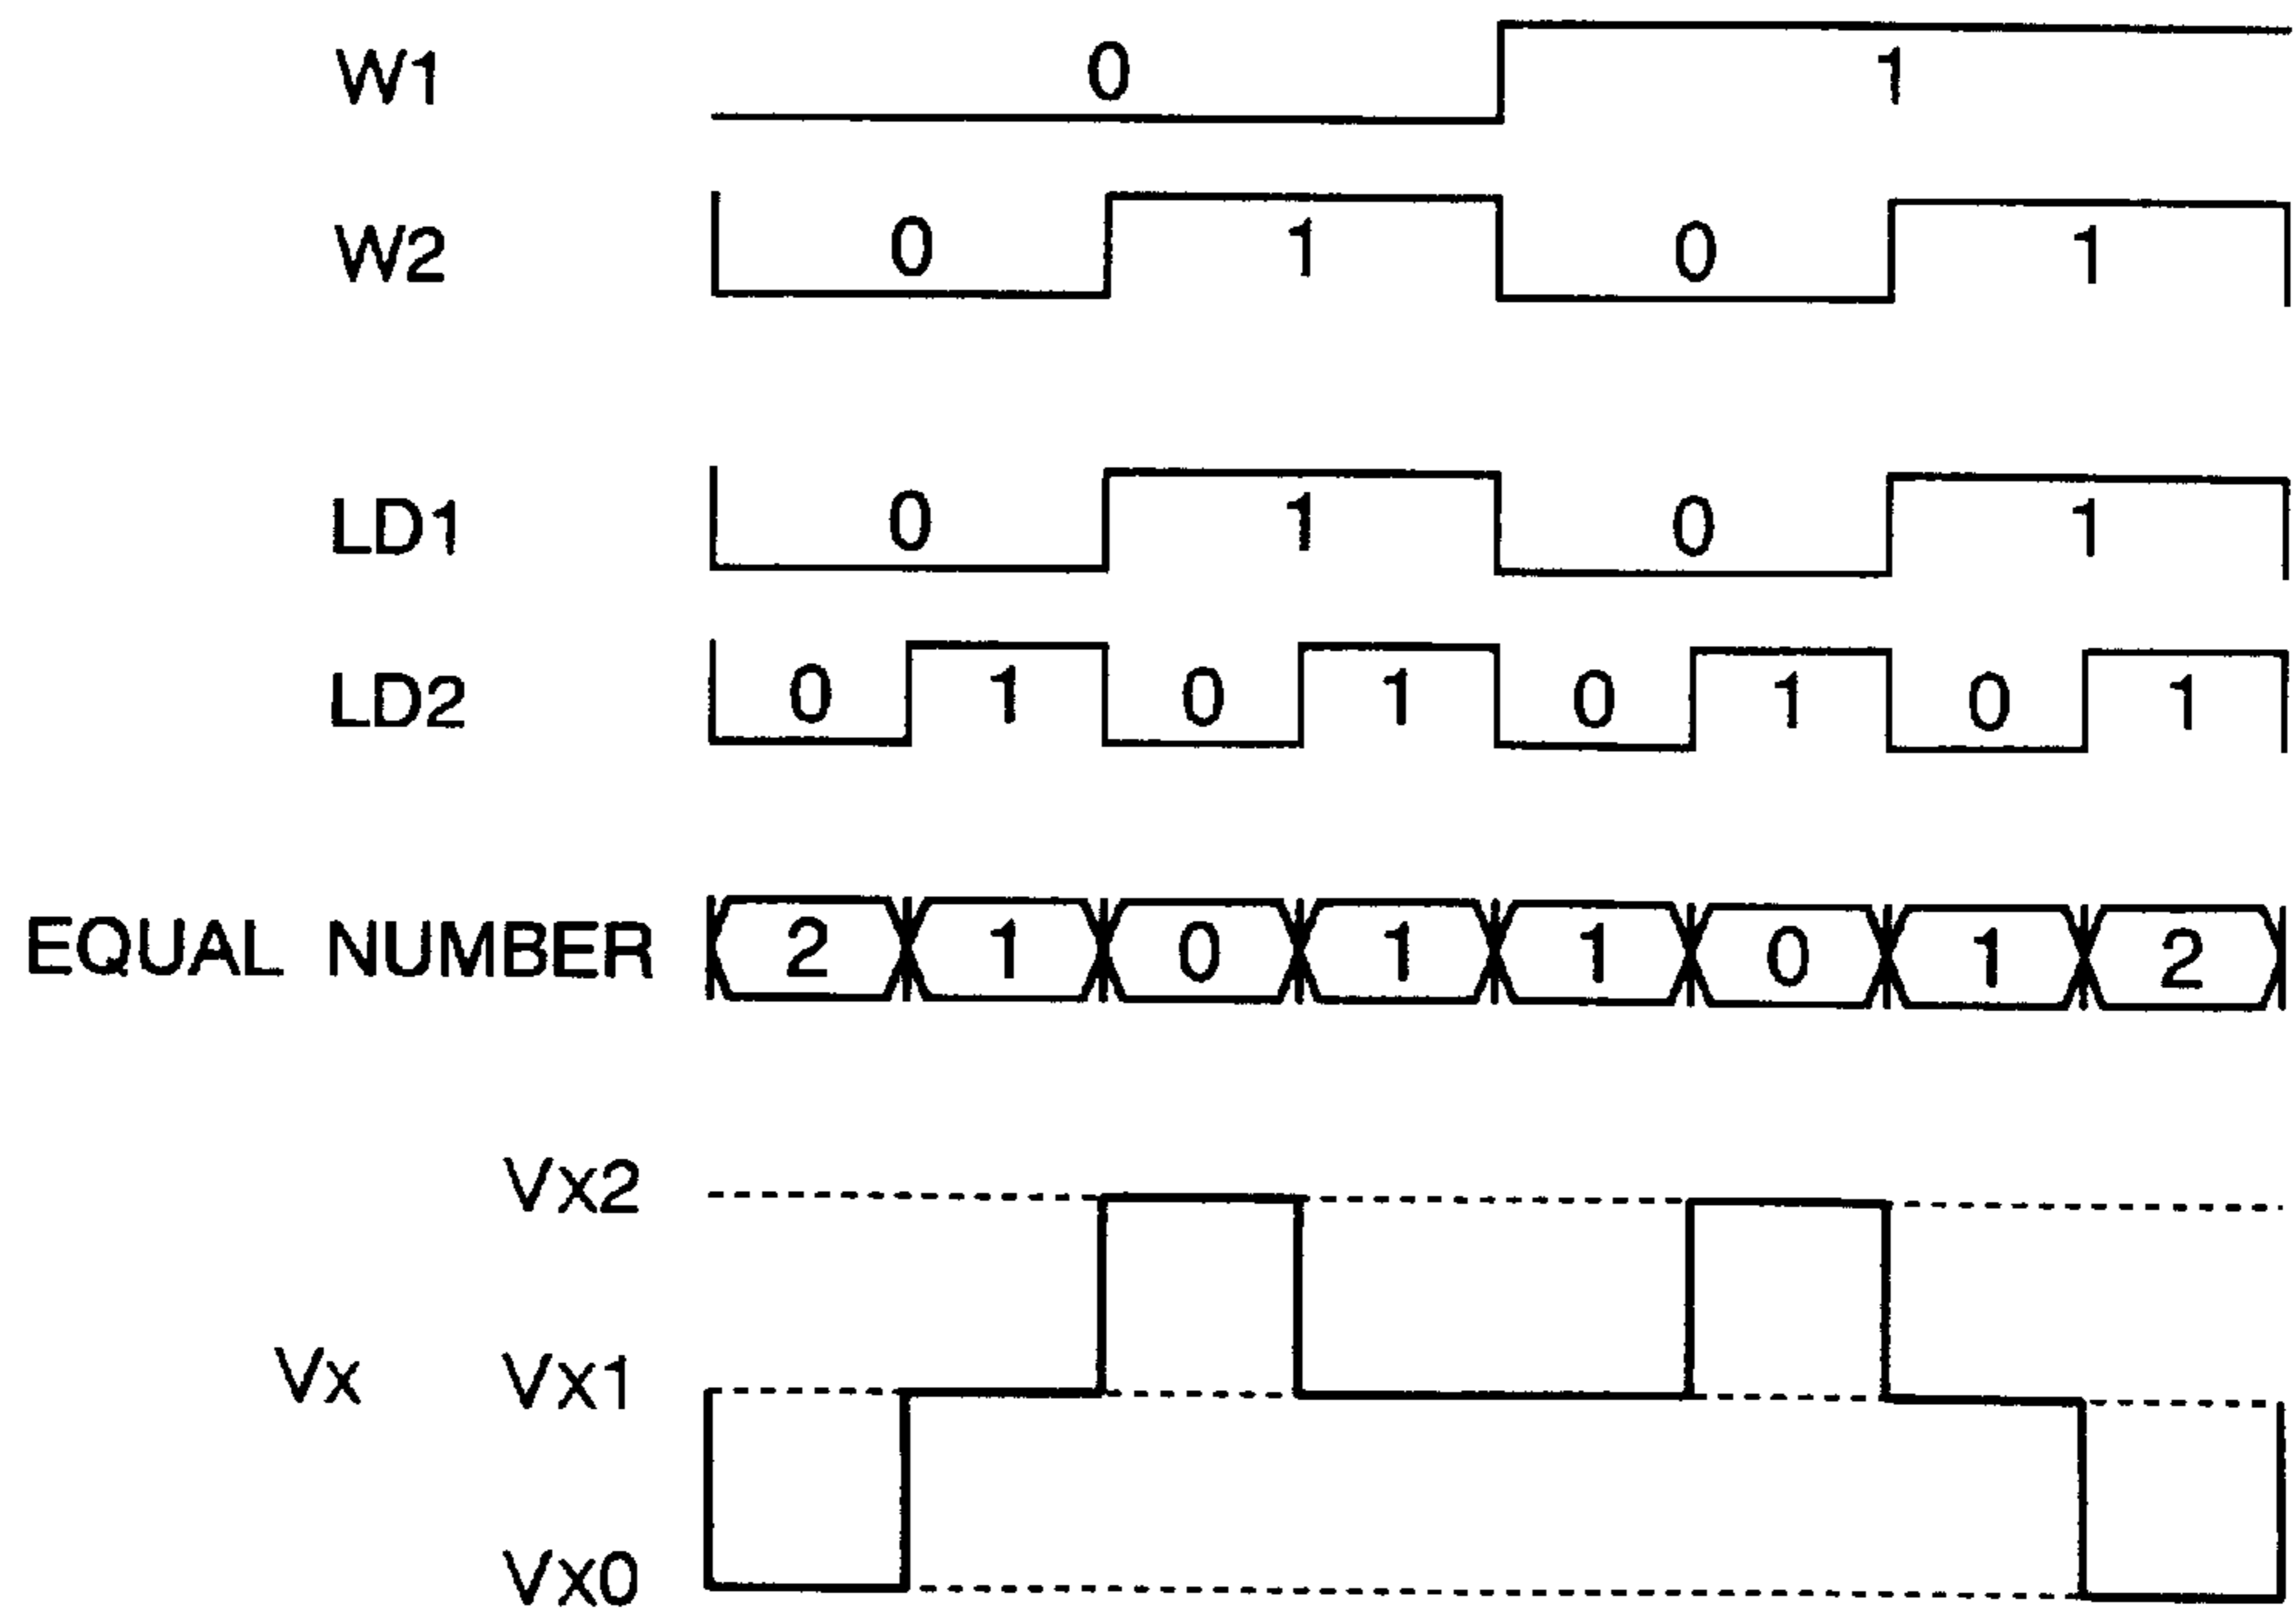 W1 0 1
W2 0 1 0 1
LD1 0 1 0 1
LD2 0 1 0 1 0 1 0 1
EQUAL NUMBER 2 1 0 1 1 0 1 2
Vx2
Vx Vx1
Vx0